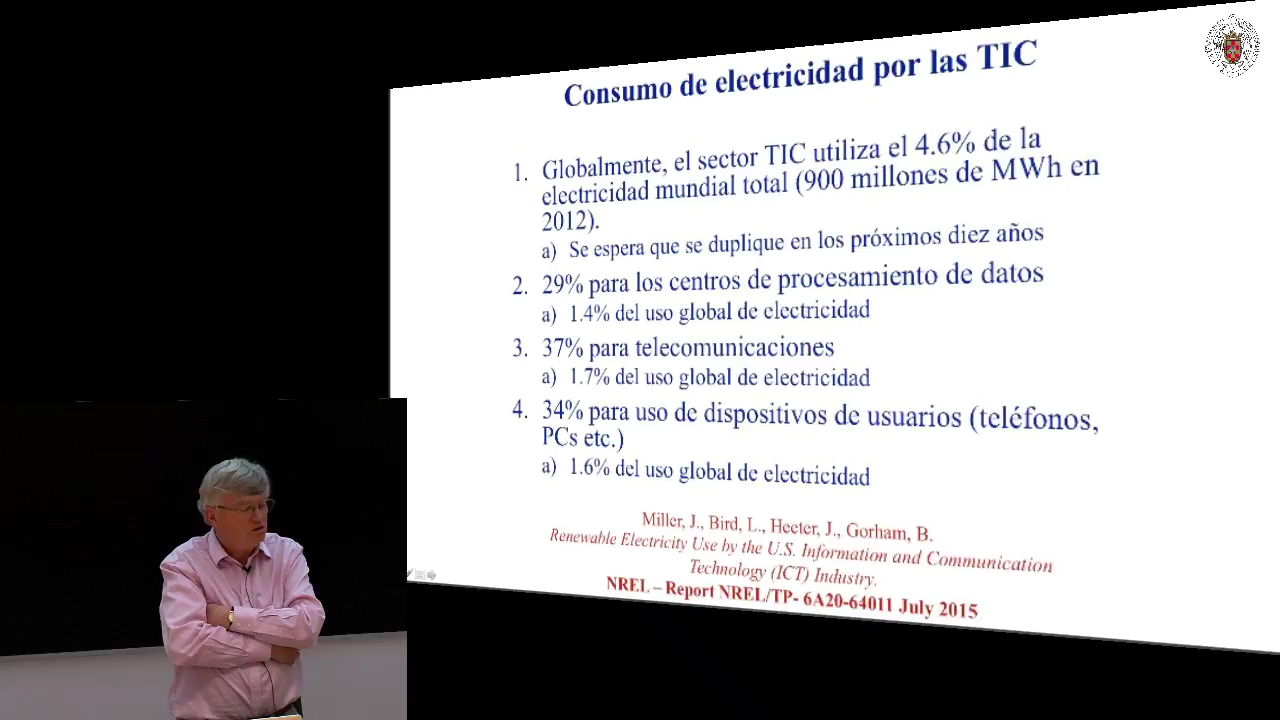 Consumo de electricidad por las TIC
1. Globalmente, el sector TIC utiliza el 4.6% de la
electricidad mundial total (900 millones de MWh en
2012).
a) Se espera que se duplique en los próximos diez años
2. 29% para los centros de procesamiento de datos
a) 1.4% del uso global de electricidad
3. 37% para telecomunicaciones
a) 1.7% del uso global de electricidad
4. 34% para uso de dispositivos de usuarios (teléfonos,
PCs etc.)
a) 1.6% del uso global de electricidad
Miller, J., Bird, L., Heeter, J., Gorham, B.
Renewable Electricity Use by the U.S. Information and Communication
Technology (ICT) Industry.
NREL – Report NREL/TP- 6A20-64011 July 2015